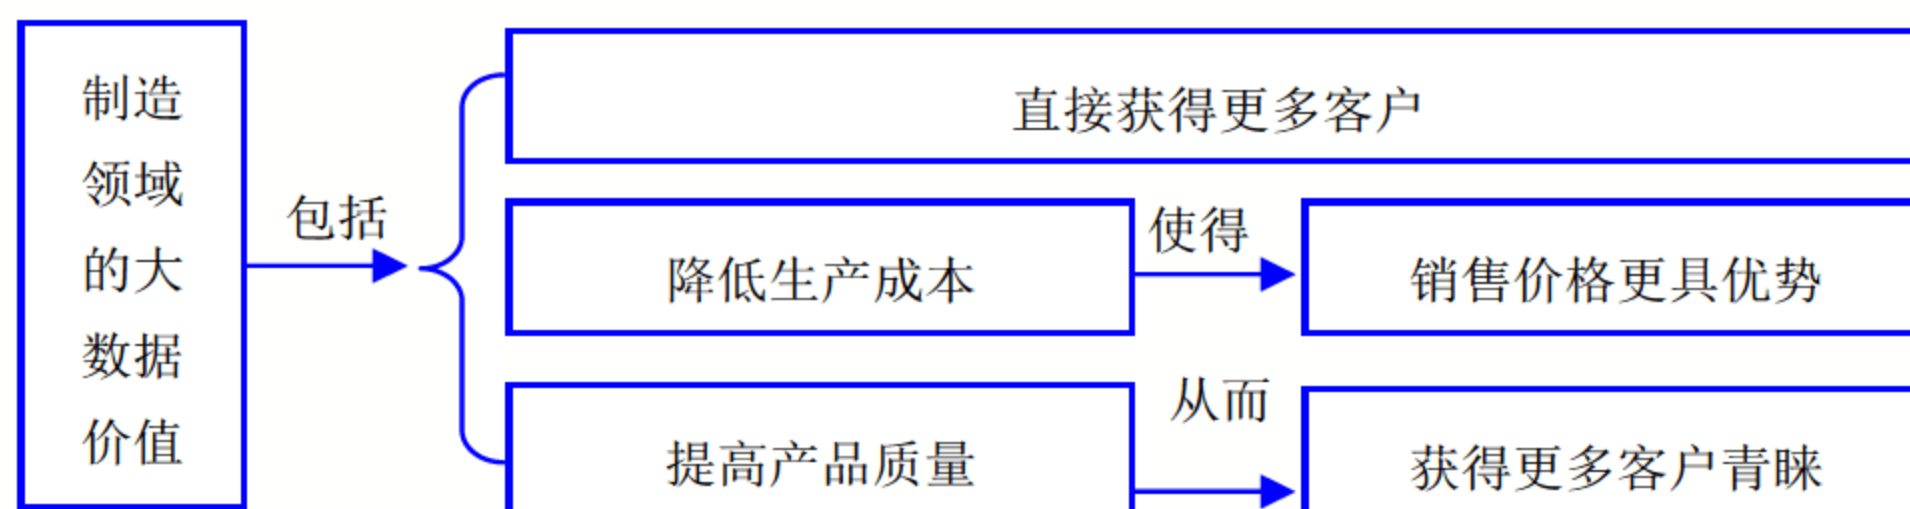 制造
领域
的大
数据
价值
包括
直接获得更多客户
降低生产成本
使得
销售价格更具优势
提高产品质量
从而
获得更多客户青睐